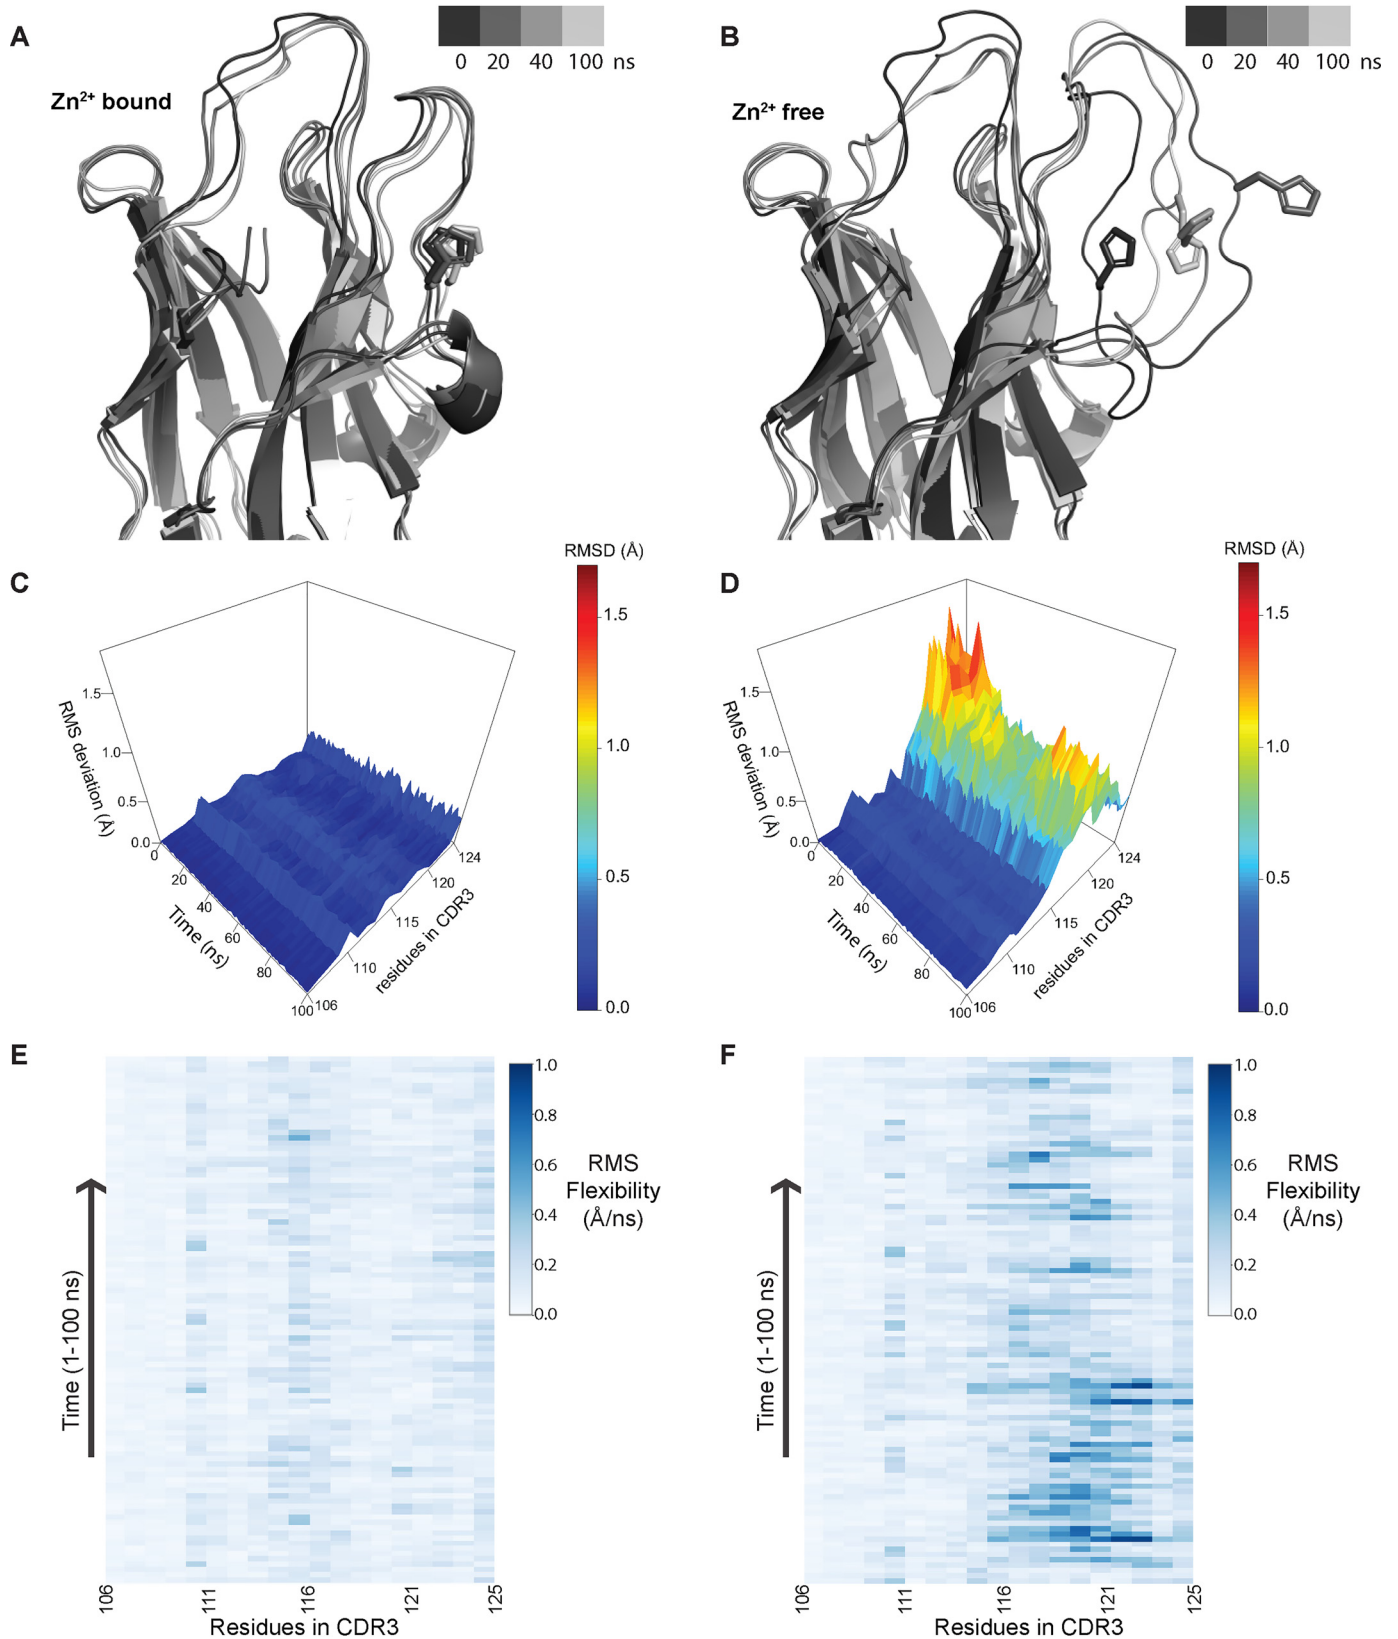 A
0 20 40 100 ns
Zn²⁺ bound
B
0 20 40 100 ns
Zn²⁺ free
C
RMSD (Å)
1.5
1.0
0.5
0.0
RMS deviation (Å)
1.5
1.0
0.5
0.0
0
20
40
60
80
100
Time (ns)
106
110
115
120
124
residues in CDR3
D
RMSD (Å)
1.5
1.0
0.5
0.0
RMS deviation (Å)
1.5
1.0
0.5
0.0
0
20
40
60
80
100
Time (ns)
106
110
115
120
124
residues in CDR3
E
1.0
0.8
0.6
0.4
0.2
0.0
RMS
Flexibility
(Å/ns)
Time (1-100 ns)
106
111
116
121
125
Residues in CDR3
F
1.0
0.8
0.6
0.4
0.2
0.0
RMS
Flexibility
(Å/ns)
Time (1-100 ns)
106
111
116
121
125
Residues in CDR3